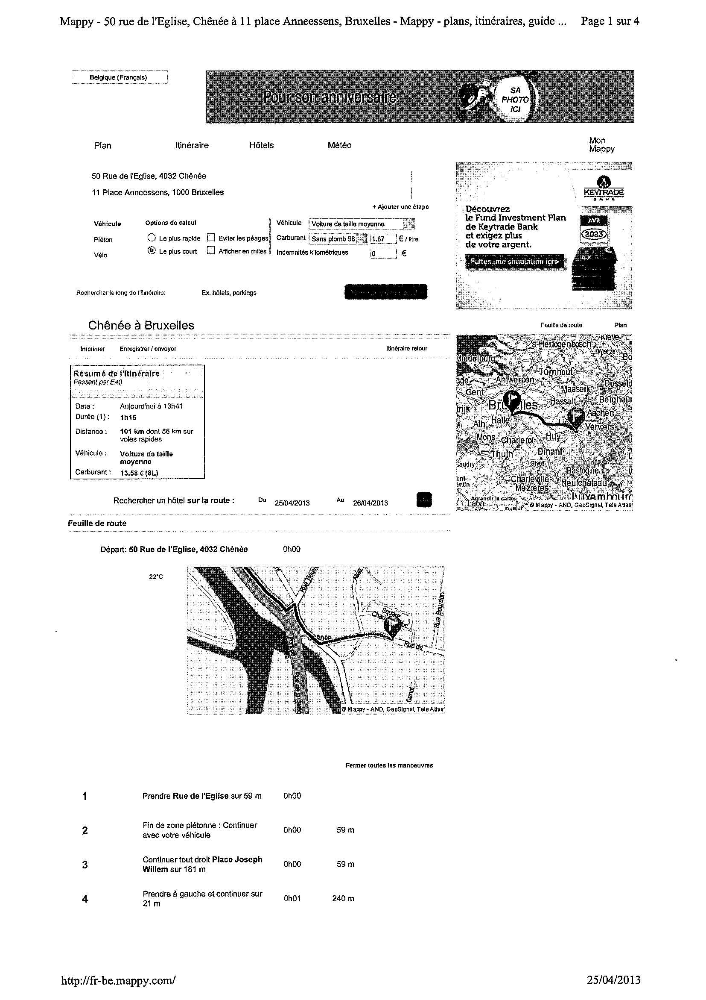 Mappy - 50 rue de l'Eglise, Chênée à 11 place Anneessens, Bruxelles - Mappy - plans, itinéraires, guide ... Page 1 sur 4
Belgique (Français)
Pour son anniversaire...
SA
PHOTO
ICI
Plan Itinéraire Hôtels Météo
Mon
Mappy
50 Rue de l'Eglise, 4032 Chênée
11 Place Anneessens, 1000 Bruxelles
+ Ajouter une étape
Véhicule Options de calcul Véhicule Voiture de taille moyenne
Piéton Le plus rapide Eviter les péages Carburant Sans plomb 98 1.67 € / litre
Vélo Le plus court Afficher en miles Indemnités kilométriques 0 €
Rechercher le long de l'itinéraire: Ex. hôtels, parkings
KEYTRADE
BANK
Découvrez
le Fund Investment Plan
de Keytrade Bank
et exigez plus
de votre argent.
AVR
2023
Faites une simulation ici >
Chênée à Bruxelles
Feuille de route Plan
Imprimer Enregistrer / envoyer Itinéraire retour
Résumé de l'itinéraire
Passant par E40
Date : Aujourd'hui à 13h41
Durée (1) : 1h15
Distance : 101 km dont 86 km sur
voies rapides
Véhicule : Voiture de taille
moyenne
Carburant : 13.58 € (8L)
Kleve
's-Hertogenbosch
Weeze
Bo
Middelburg
Turnhout
gge
Antwerpen
Düsseld
Maaseik
Gent
Bergheim
Hasselt
trijk
Aachen
Halle
Ath
Verviers
Mons
Charleroi
Huy
Thuin
Dinant
Caudry
Givet
Bastogne
Charleville-
Mézières
Neufchâteau
Luxembourg
Agrandir la carte
Laon
© Mappy - AND, GeoSignal, Tele Atlas
Rechercher un hôtel sur la route : Du 25/04/2013 Au 26/04/2013
Feuille de route
Départ: 50 Rue de l'Eglise, 4032 Chênée 0h00
22°C
Rue Neuve
Rue Bourdon
Square
Chênée
Rue de
Pont de
Rue de la Station
© Mappy - AND, GeoSignal, Tele Atlas
Fermer toutes les manoeuvres
1 Prendre Rue de l'Eglise sur 59 m 0h00
2 Fin de zone piétonne : Continuer
avec votre véhicule 0h00 59 m
3 Continuer tout droit Place Joseph
Willem sur 181 m 0h00 59 m
4 Prendre à gauche et continuer sur
21 m 0h01 240 m
http://fr-be.mappy.com/ 25/04/2013